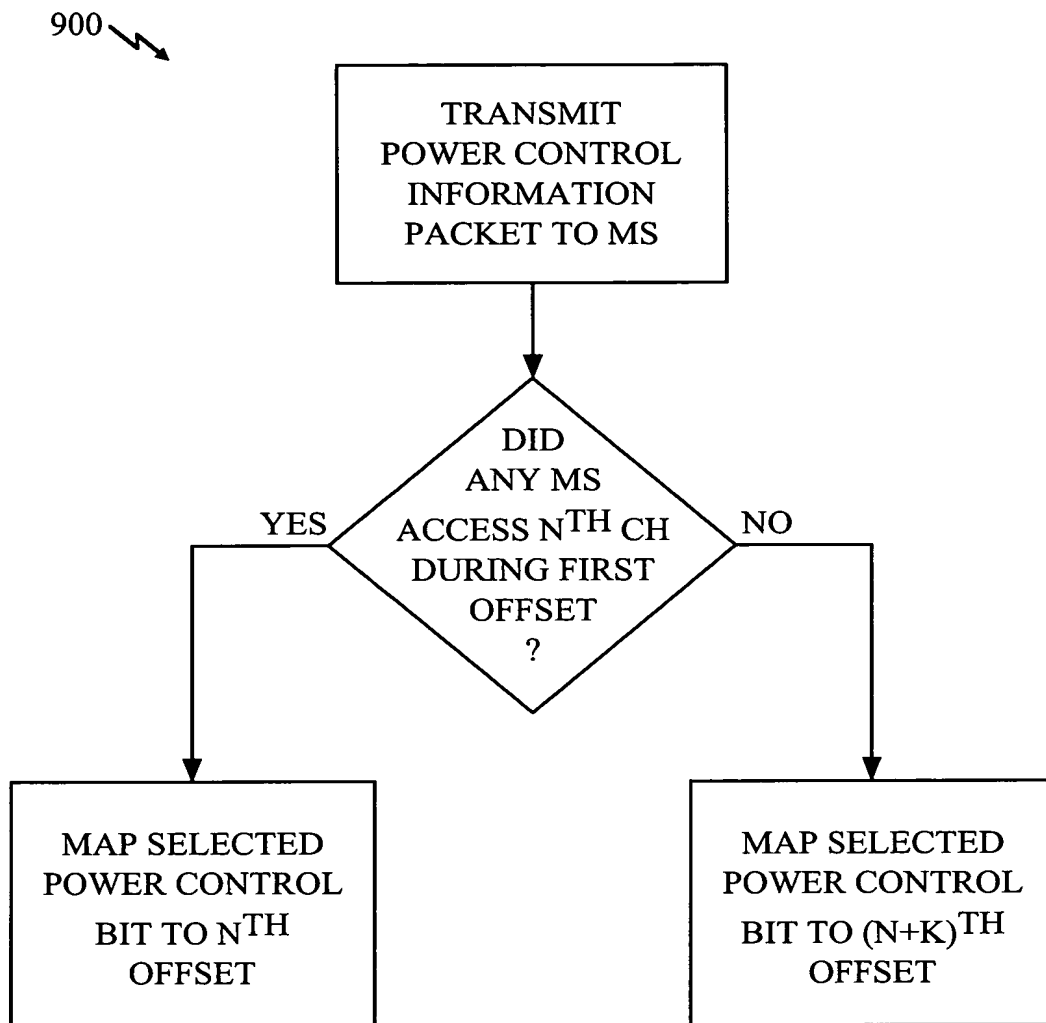 900
TRANSMIT
POWER CONTROL
INFORMATION
PACKET TO MS
DID
ANY MS
ACCESS NTH CH
DURING FIRST
OFFSET
?
YES
NO
MAP SELECTED
POWER CONTROL
BIT TO NTH
OFFSET
MAP SELECTED
POWER CONTROL
BIT TO (N+K)TH
OFFSET